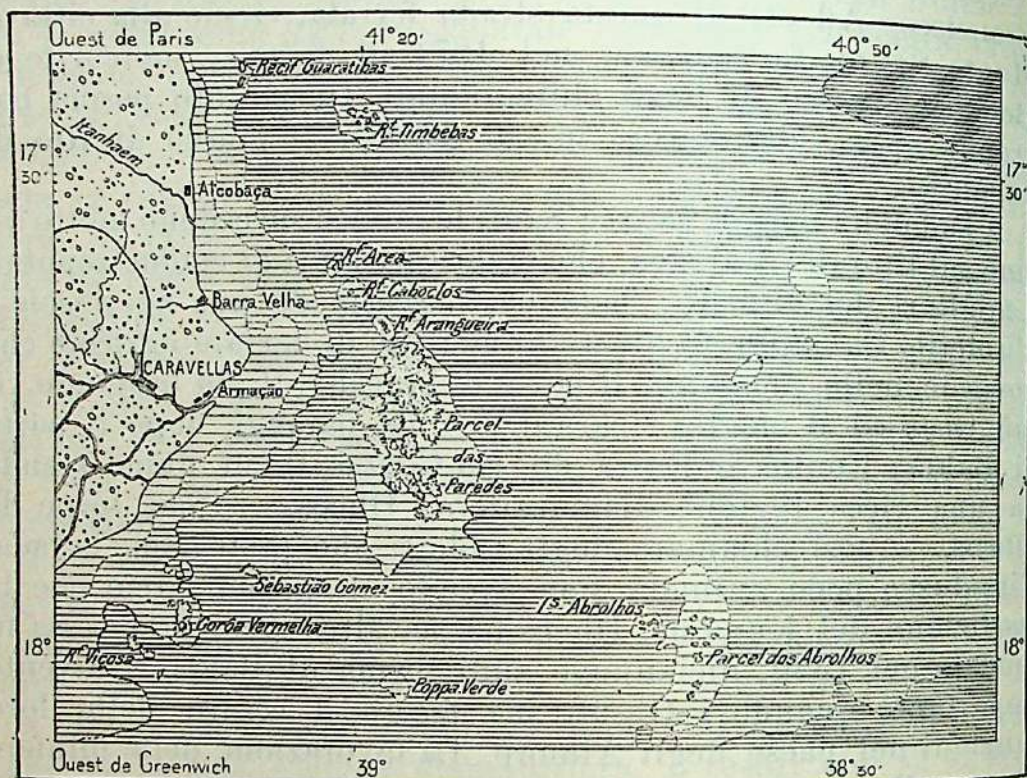 Ouest de Paris
41°20'
40°50'
Récif Guaratibas
Rf Timbebas
Itanhaem
17°
30'
17°
30'
Alcobaça
Rf Area
Rf Caboclos
Barra Velha
Rf Arangueira
CARAVELLAS
Armação
Parcel
das
Paredes
Sebastião Gomez
Is Abrolhos
Coróa Vermelha
Rf Viçosa
18°
18°
Parcel dos Abrolhos
Poppa Verde
Ouest de Greenwich
39°
38°30'